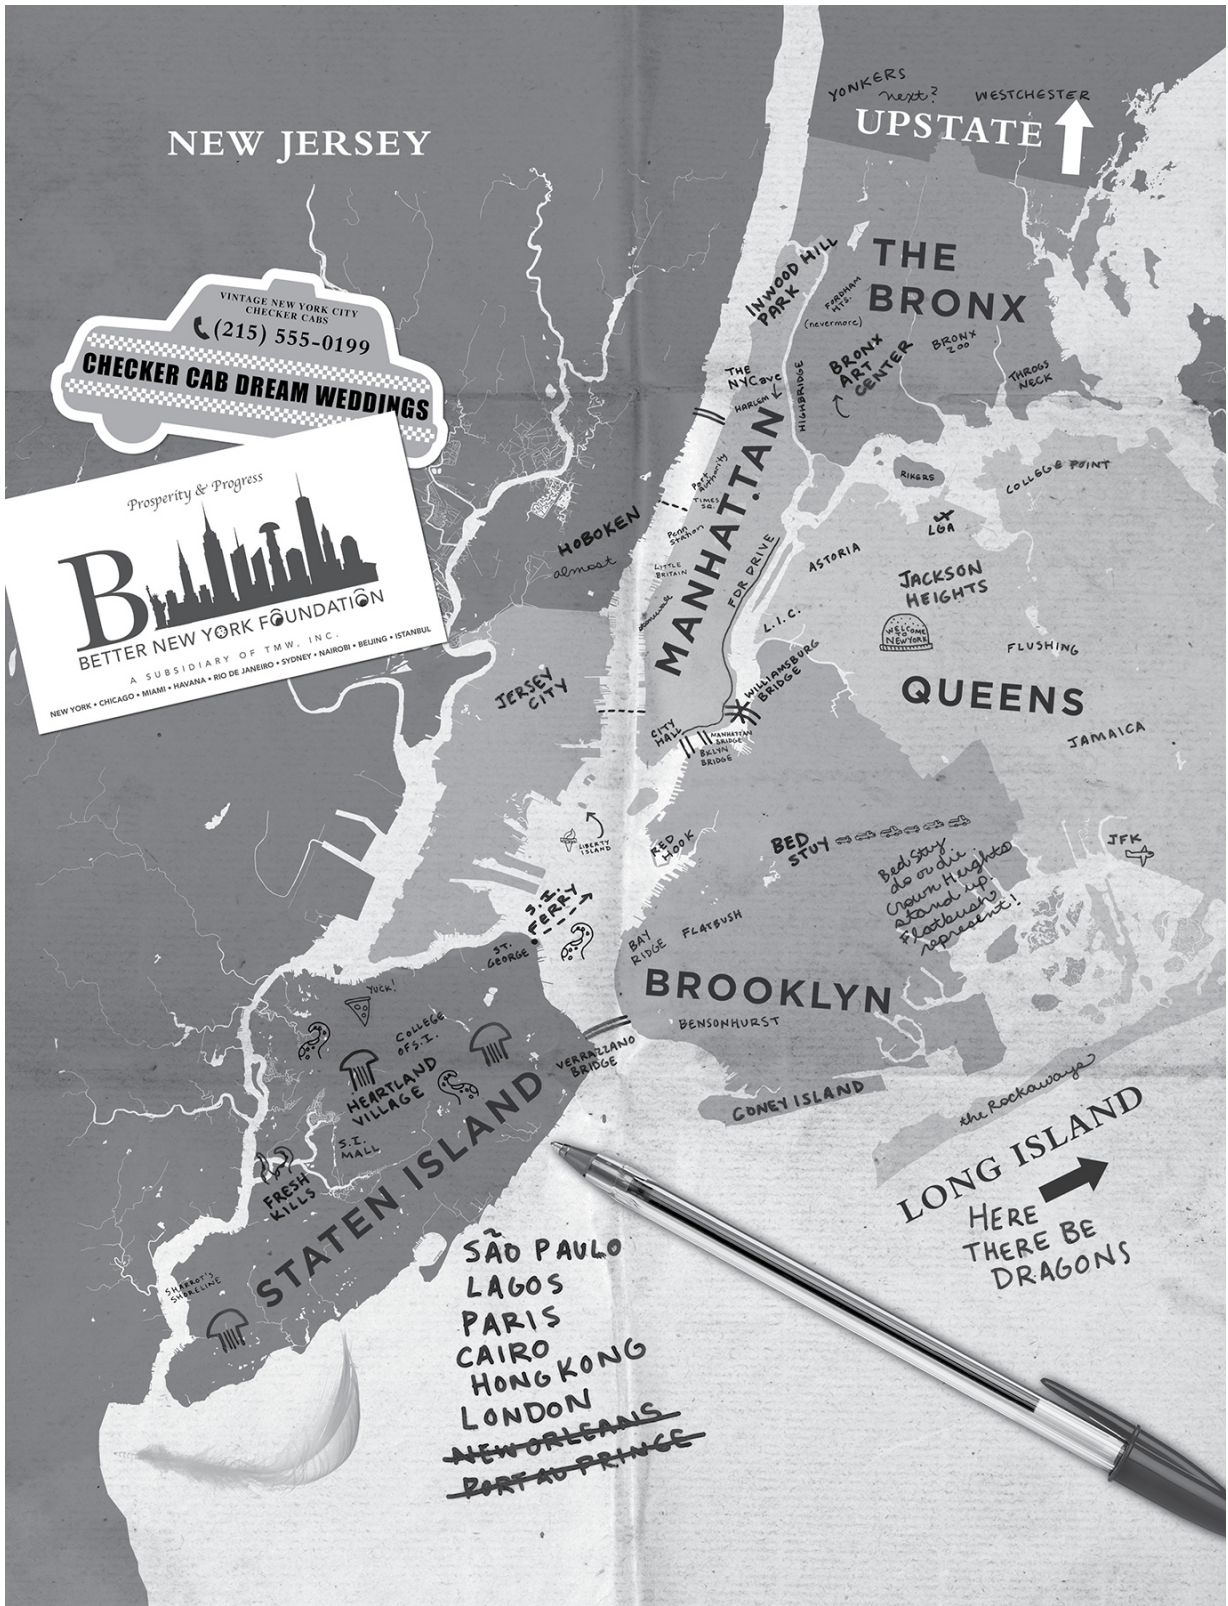 YONKERS
next?
WESTCHESTER
UPSTATE
NEW JERSEY
THE
BRONX
INWOOD HILL
PARK
FORDHAM
HTS.
(nevermore)
BRONX
ART
CENTER
BRONX
ZOO
THROGS
NECK
VINTAGE NEW YORK CITY
CHECKER CABS
(215) 555-0199
CHECKER CAB DREAM WEDDINGS
THE
NYC ave
HARLEM
HIGHBRIDGE
MANHATTAN
Port
Authority
TIMES
SQ.
Penn
Station
LITTLE
BRITAIN
FDR DRIVE
RIKERS
COLLEGE POINT
LGA
ASTORIA
JACKSON
HEIGHTS
WELCOME
TO
NEW YORK
L.I.C.
FLUSHING
QUEENS
JAMAICA
HOBOKEN
almost
Prosperity & Progress
B
BETTER NEW YORK FOUNDATION
A SUBSIDIARY OF TMW, INC.
NEW YORK • CHICAGO • MIAMI • HAVANA • RIO DE JANEIRO • SYDNEY • NAIROBI • BEIJING • ISTANBUL
JERSEY
CITY
WILLIAMSBURG
BRIDGE
CITY
HALL
MANHATTAN
BRIDGE
BKLYN
BRIDGE
LIBERTY
ISLAND
RED
HOOK
BED
STUY
Bed Stuy
do or die.
Crown Heights
stand up.
Flatbush?
represent!
JFK
S.I.
FERRY
ST.
GEORGE
BAY
RIDGE
FLATBUSH
BROOKLYN
BENSONHURST
YUCK!
COLLEGE
OF S.I.
HEARTLAND
VILLAGE
VERRAZZANO
BRIDGE
CONEY ISLAND
the Rockaways
S.I.
MALL
FRESH
KILLS
STATEN ISLAND
SHARROT'S
SHORELINE
LONG ISLAND
HERE
THERE BE
DRAGONS
SÃO PAULO
LAGOS
PARIS
CAIRO
HONG KONG
LONDON
NEW ORLEANS
PORT AU PRINCE